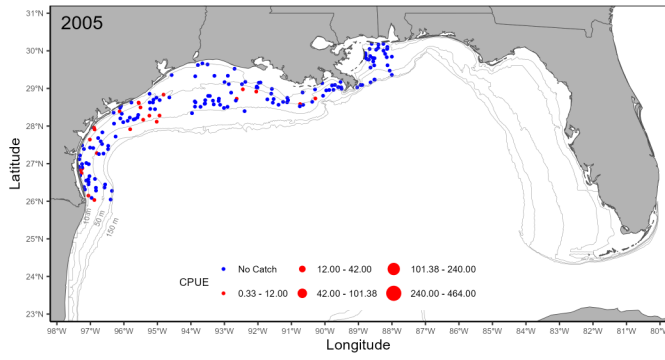 2005
31°N
30°N
29°N
28°N
27°N
26°N
25°N
24°N
23°N
Latitude
10 m
50 m
150 m
CPUE
No Catch
12.00 - 42.00
101.38 - 240.00
0.33 - 12.00
42.00 - 101.38
240.00 - 464.00
98°W 97°W 96°W 95°W 94°W 93°W 92°W 91°W 90°W 89°W 88°W 87°W 86°W 85°W 84°W 83°W 82°W 81°W 80°W
Longitude